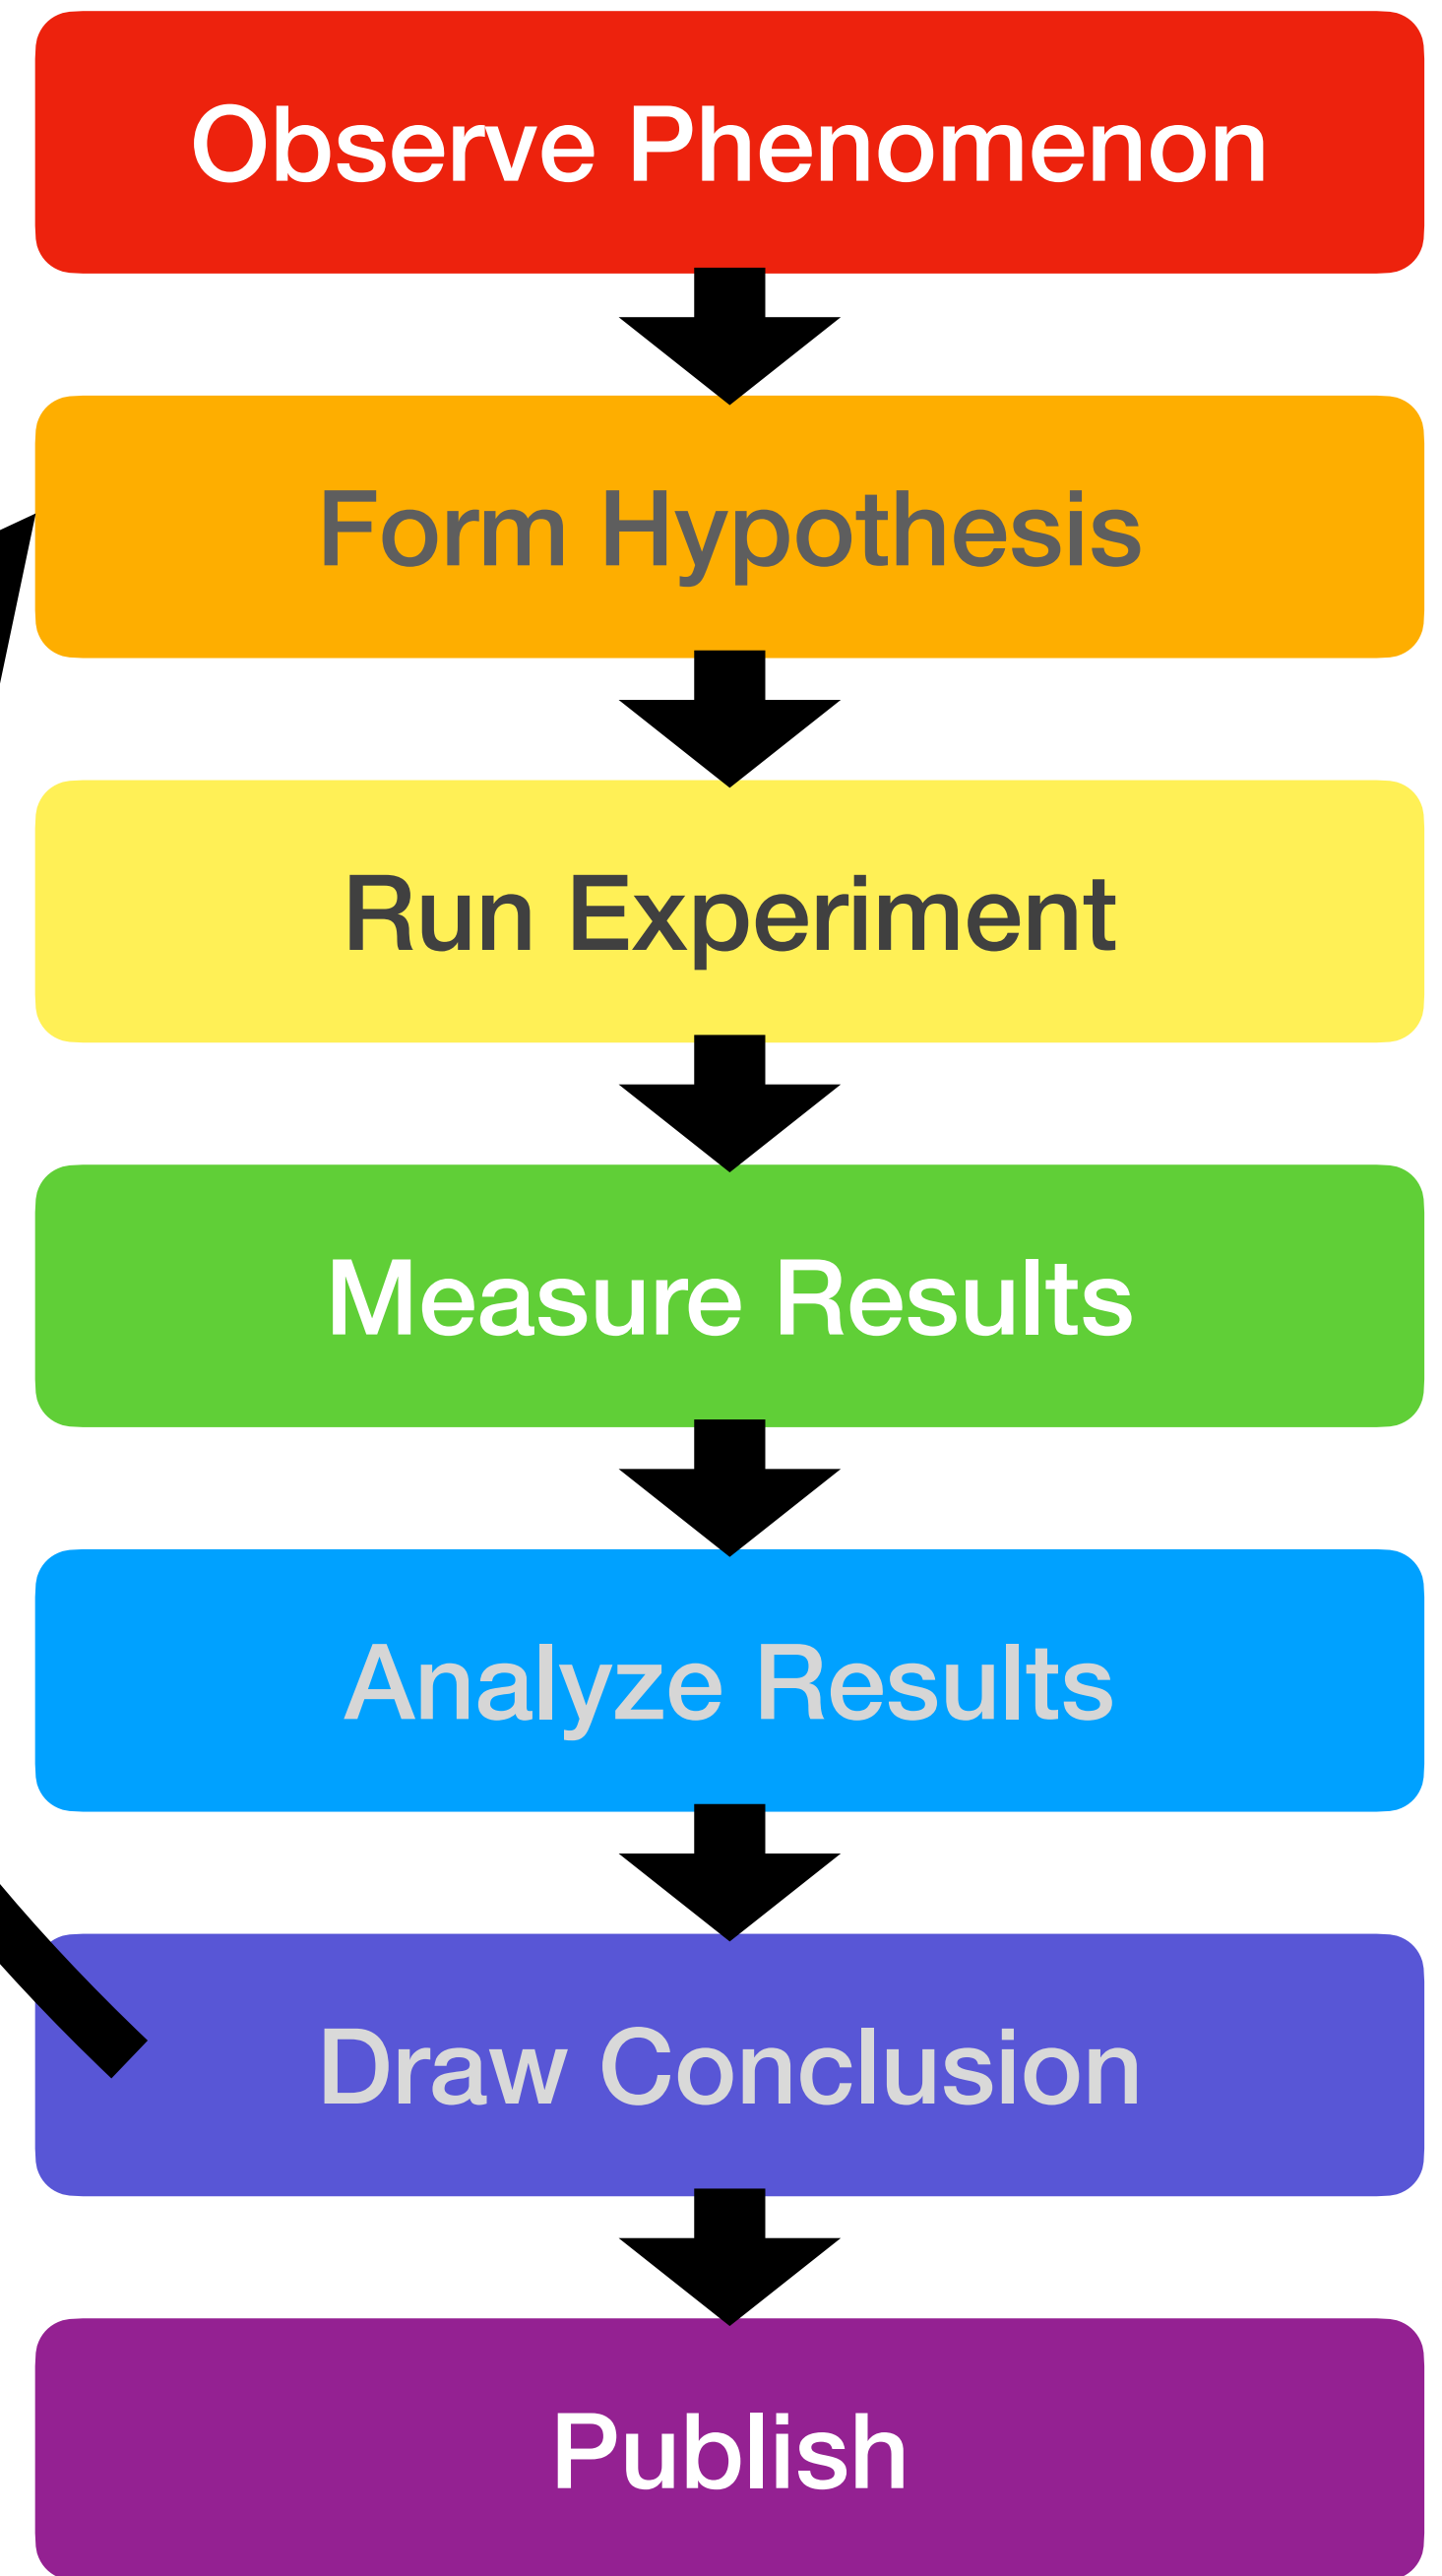 Observe Phenomenon
Form Hypothesis
Run Experiment
Measure Results
Analyze Results
Draw Conclusion
Publish